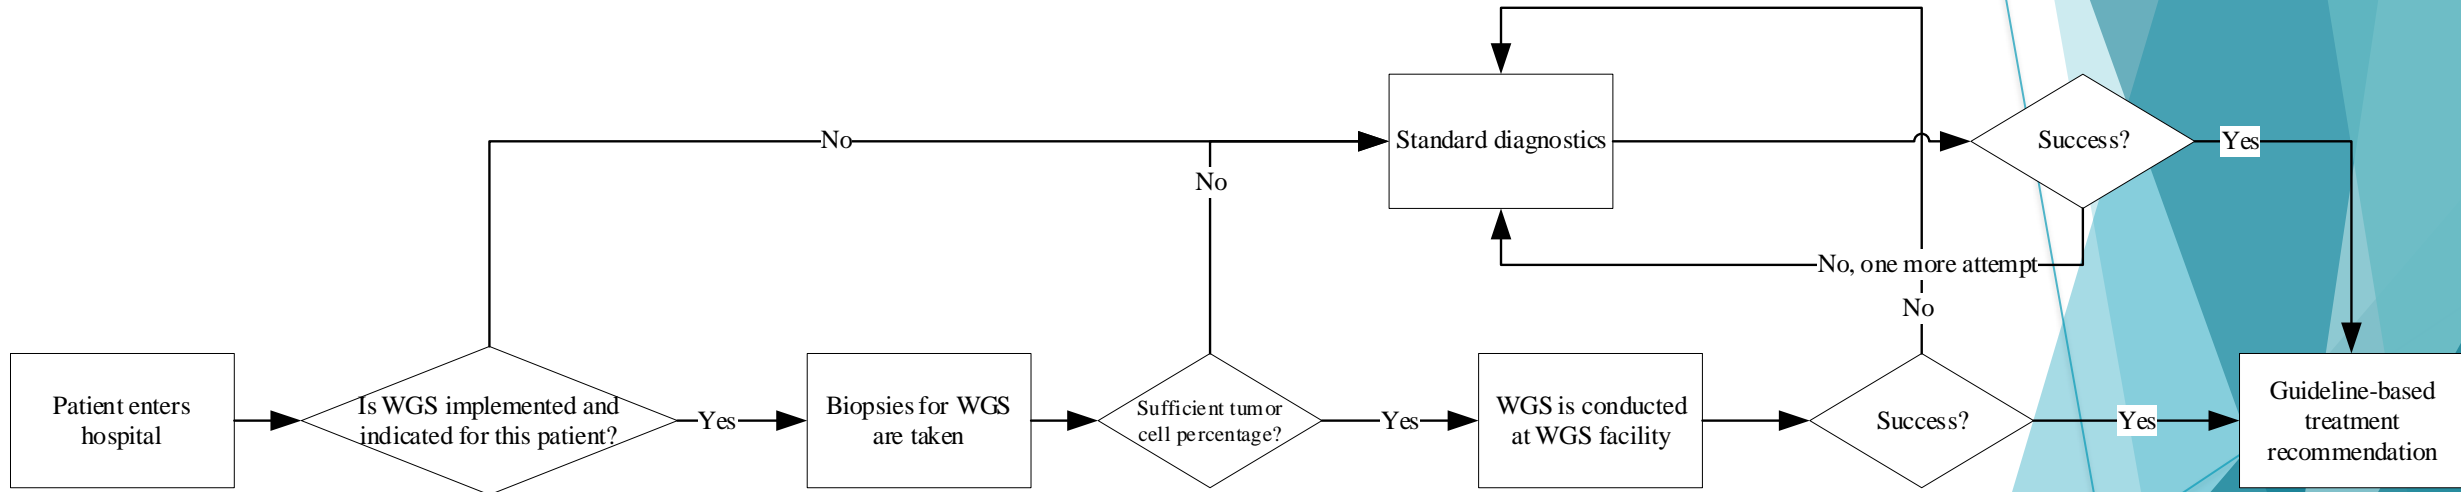 No
Standard diagnostics
Success?
Yes
No
No, one more attempt
No
Patient enters
hospital
Is WGS implemented and
indicated for this patient?
Yes
Biopsies for WGS
are taken
Sufficient tumor
cell percentage?
Yes
WGS is conducted
at WGS facility
Success?
Yes
Guideline-based
treatment
recommendation